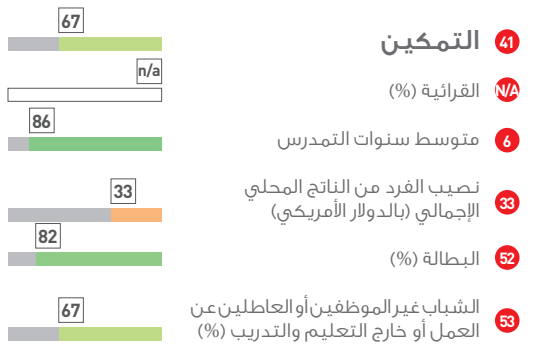 41 التمكين 67
N/A القرائية (%) n/a
6 متوسط سنوات التمدرس 86
نصيب الفرد من الناتج المحلي
33 الإجمالي (بالدولار الأمريكي) 33
52 البطالة (%) 82
الشباب غير الموظفين أو العاطلين عن
53 العمل أو خارج التعليم والتدريب (%) 67